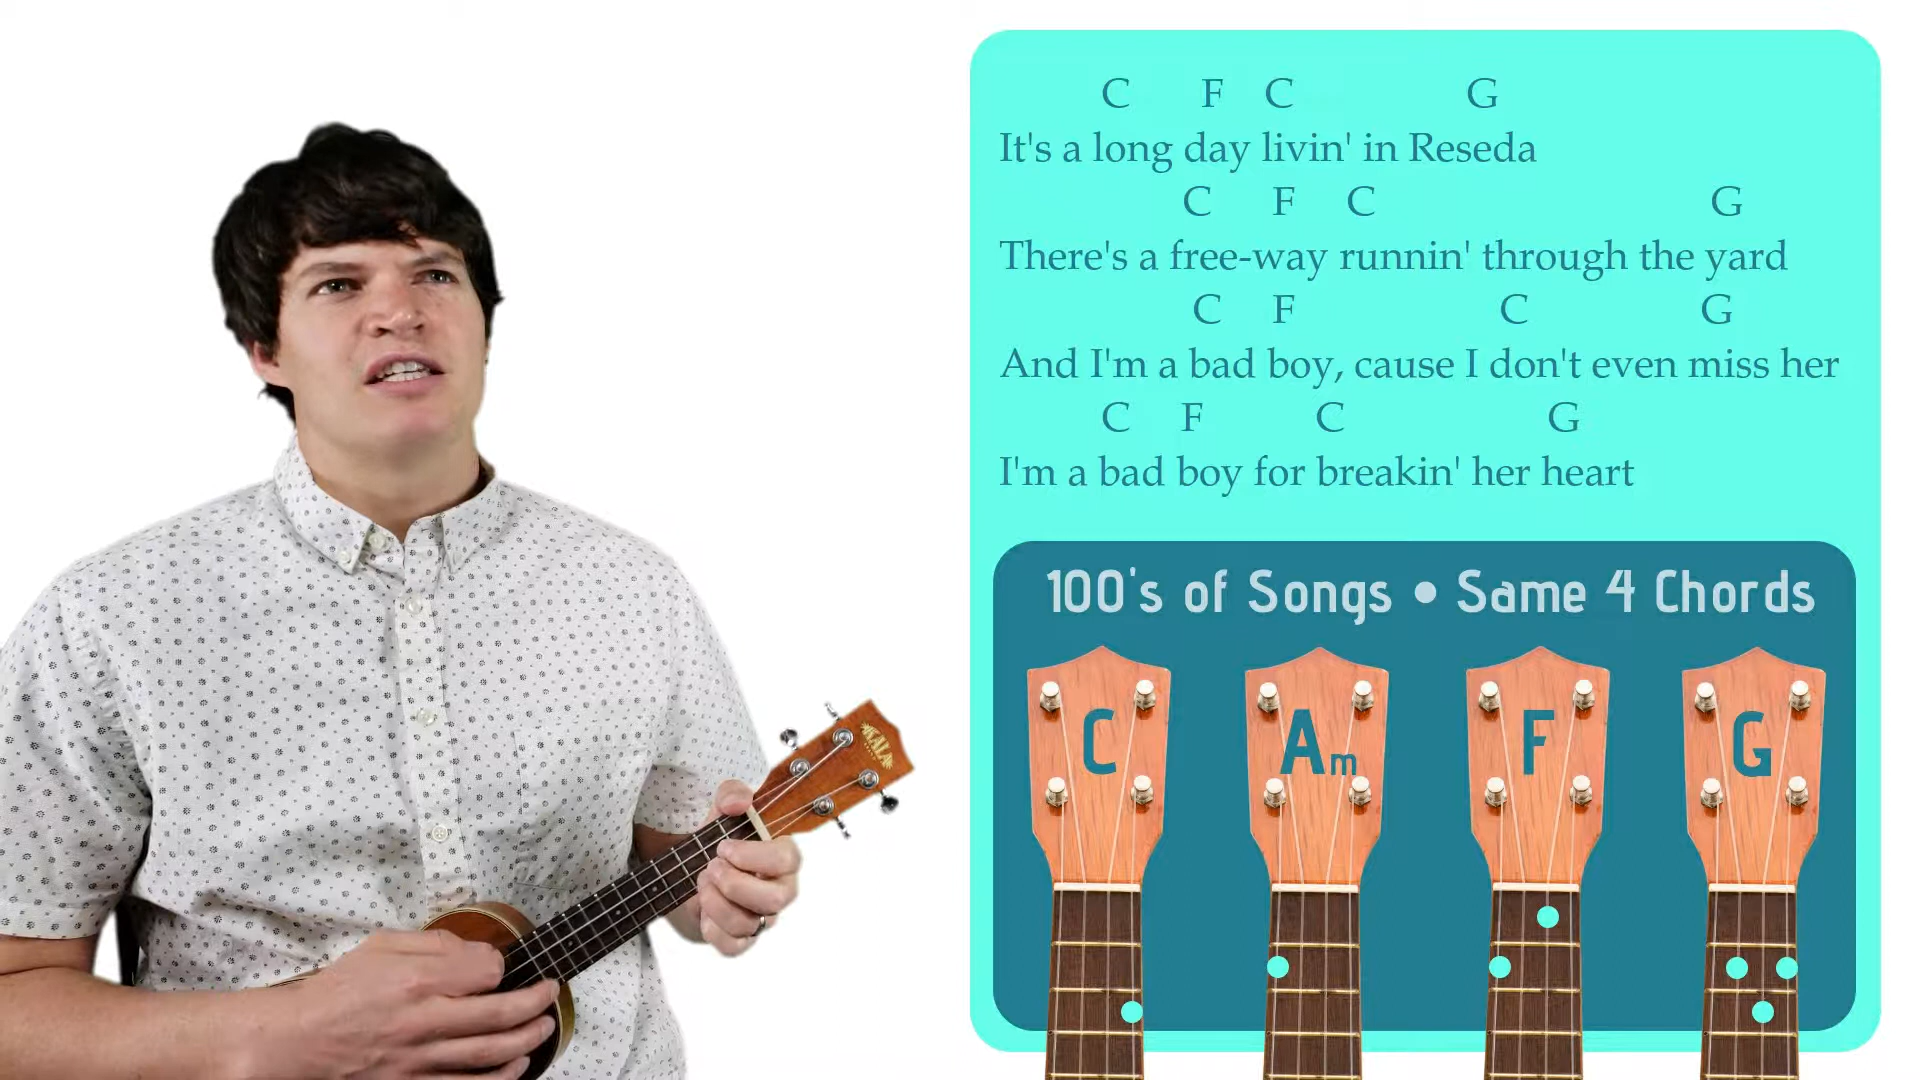 C F C G
It's a long day livin' in Reseda
C F C G
There's a free-way runnin' through the yard
C F C G
And I'm a bad boy, cause I don't even miss her
C F C G
I'm a bad boy for breakin' her heart
100's of Songs • Same 4 Chords
C Am F G
KALA